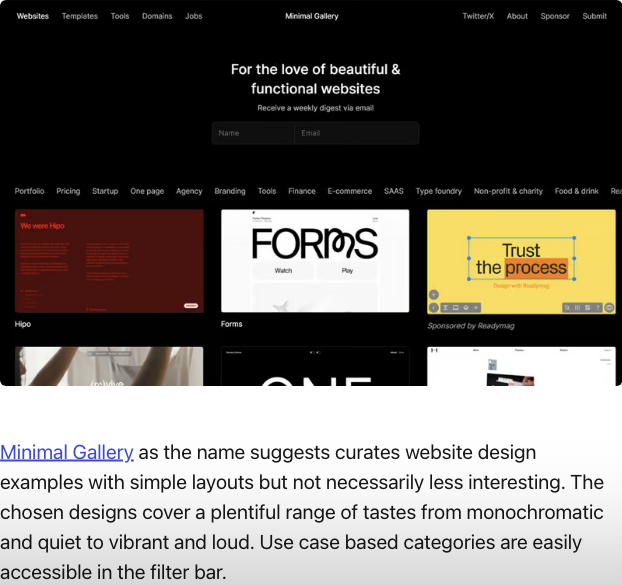 Websites Templates Tools Domains Jobs Minimal Gallery Twitter/X About Sponsor Submit
For the love of beautiful &
functional websites
Receive a weekly digest via email
Name Email
Portfolio Pricing Startup One page Agency Branding Tools Finance E-commerce SAAS Type foundry Non-profit & charity Food & drink
We were Hipo
FORMS
Watch Play
Trust
the process
Design with Readymag
Hipo Forms
Sponsored by Readymag
ONE
Minimal Gallery as the name suggests curates website design
examples with simple layouts but not necessarily less interesting. The
chosen designs cover a plentiful range of tastes from monochromatic
and quiet to vibrant and loud. Use case based categories are easily
accessible in the filter bar.